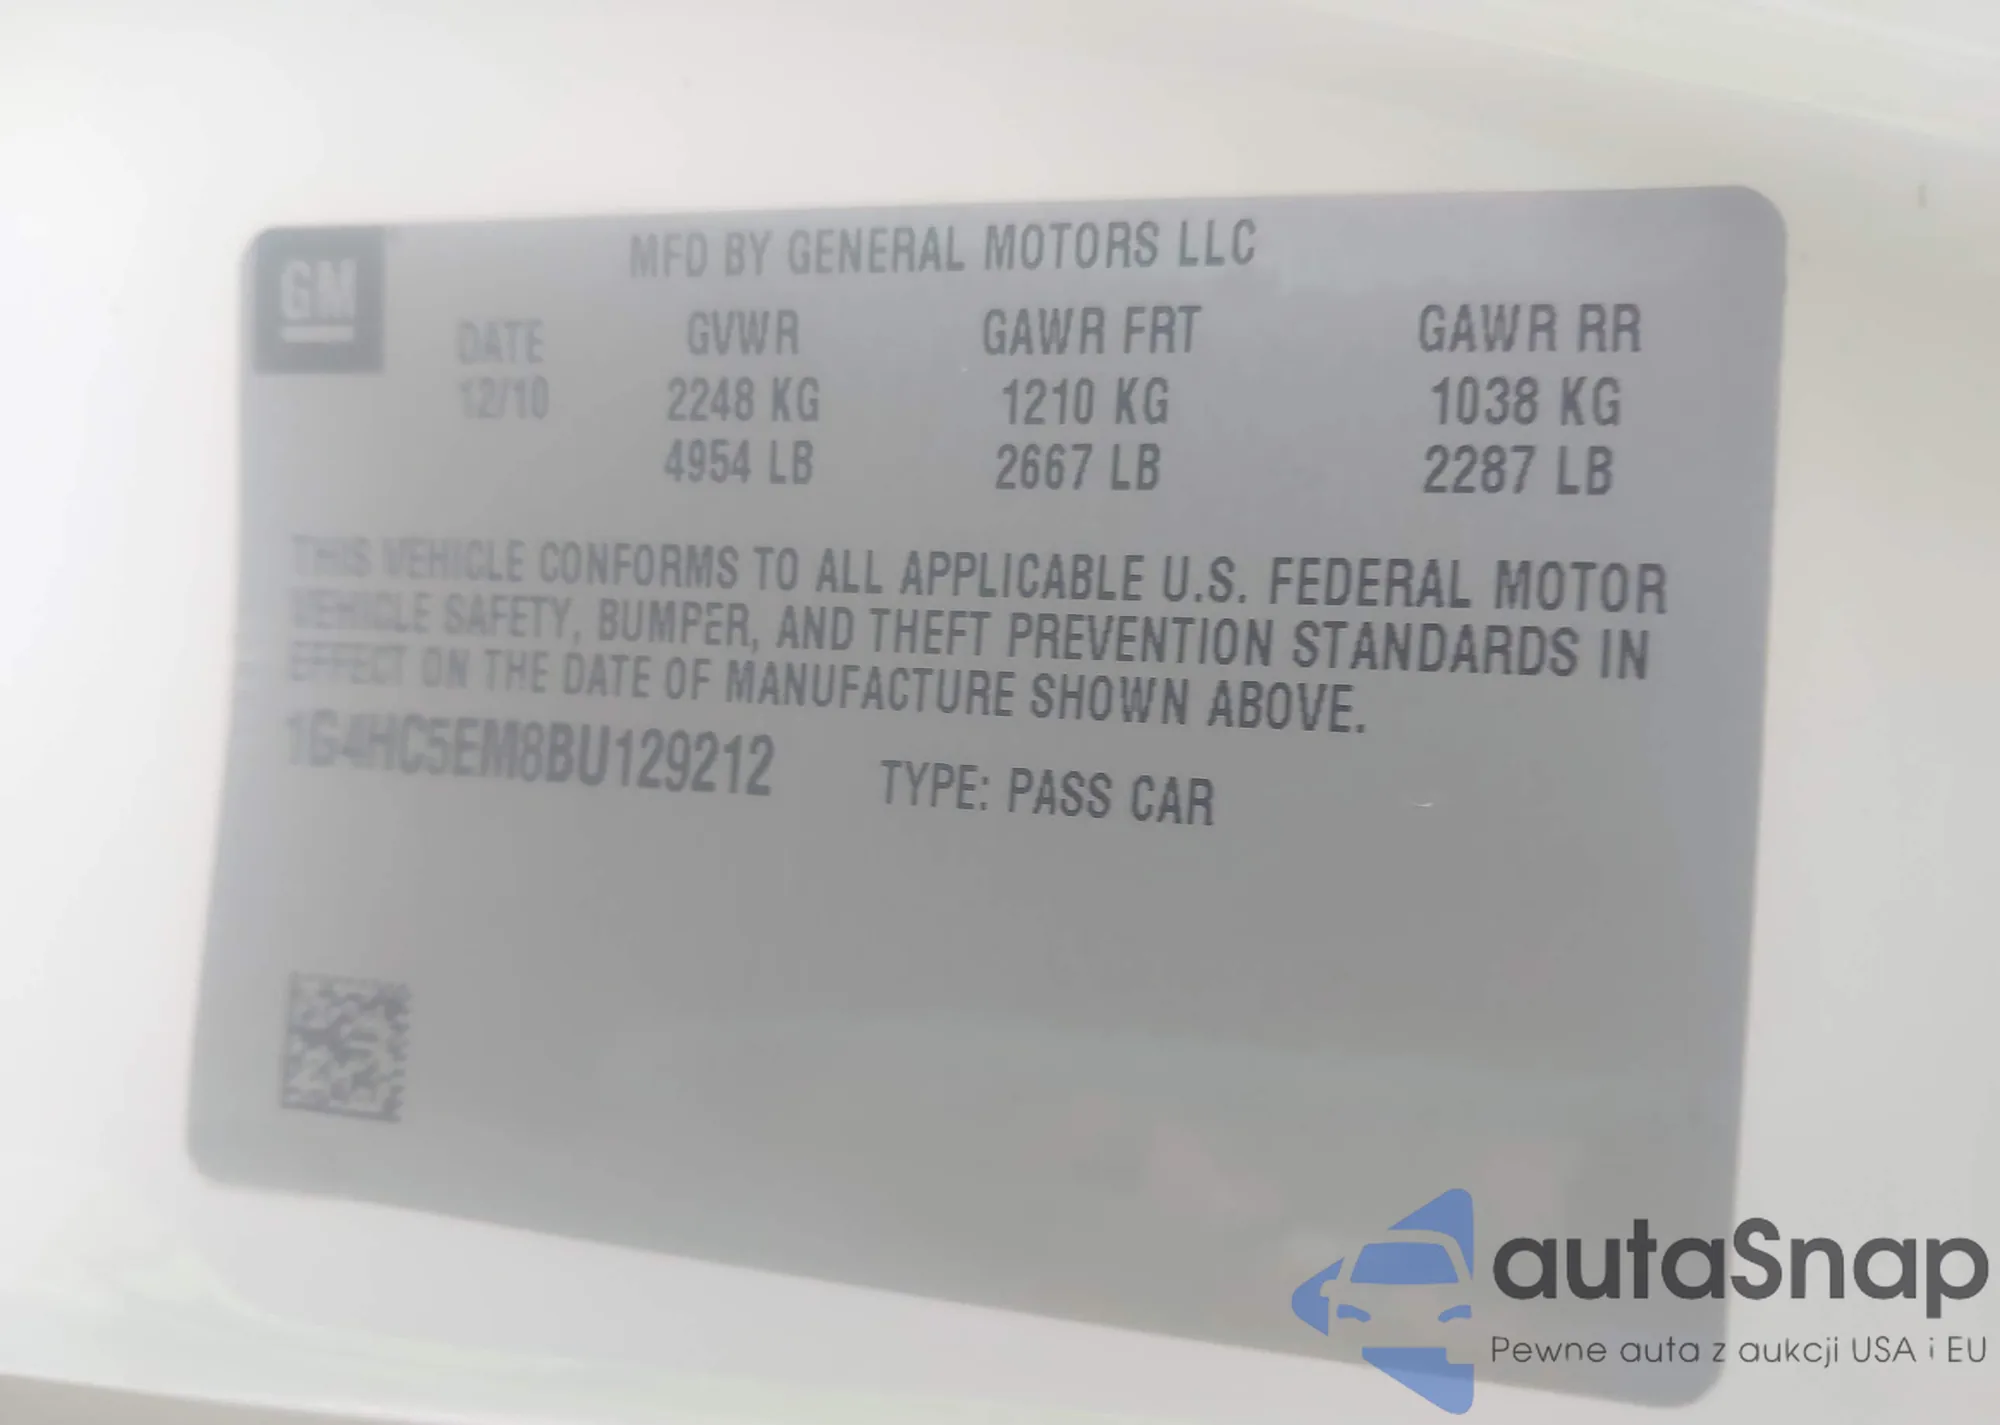 GM
MFD BY GENERAL MOTORS LLC
DATE GVWR GAWR FRT GAWR RR
12/10 2248 KG 1210 KG 1038 KG
4954 LB 2667 LB 2287 LB
THIS VEHICLE CONFORMS TO ALL APPLICABLE U.S. FEDERAL MOTOR
VEHICLE SAFETY, BUMPER, AND THEFT PREVENTION STANDARDS IN
EFFECT ON THE DATE OF MANUFACTURE SHOWN ABOVE.
1G4HC5EM8BU129212 TYPE: PASS CAR
autaSnap
Pewne auta z aukcji USA i EU